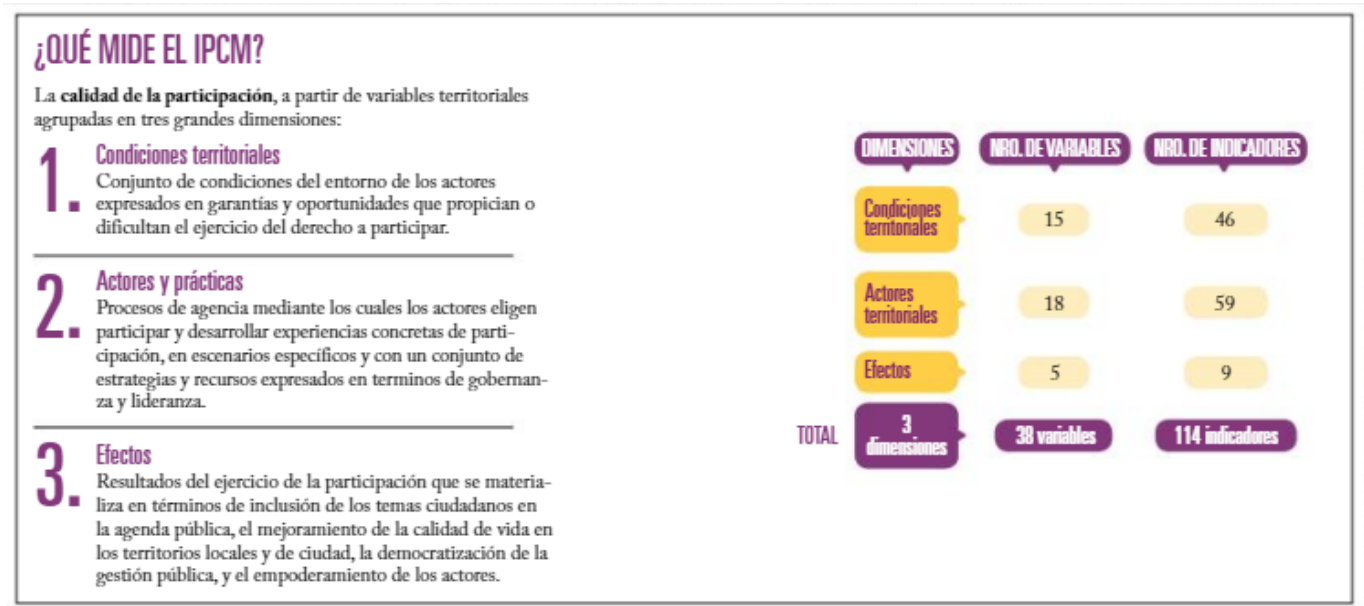 ¿QUÉ MIDE EL IPCM?
La calidad de la participación, a partir de variables territoriales
agrupadas en tres grandes dimensiones:
1. Condiciones territoriales
Conjunto de condiciones del entorno de los actores
expresados en garantías y oportunidades que propician o
dificultan el ejercicio del derecho a participar.
2. Actores y prácticas
Procesos de agencia mediante los cuales los actores eligen
participar y desarrollar experiencias concretas de parti-
cipación, en escenarios específicos y con un conjunto de
estrategias y recursos expresados en terminos de gobernan-
za y lideranza.
3. Efectos
Resultados del ejercicio de la participación que se materia-
liza en términos de inclusión de los temas ciudadanos en
la agenda pública, el mejoramiento de la calidad de vida en
los territorios locales y de ciudad, la democratización de la
gestión pública, y el empoderamiento de los actores.
DIMENSIONES NRO. DE VARIABLES NRO. DE INDICADORES
Condiciones
territoriales 15 46
Actores
territoriales 18 59
Efectos 5 9
TOTAL 3
dimensiones 38 variables 114 indicadores